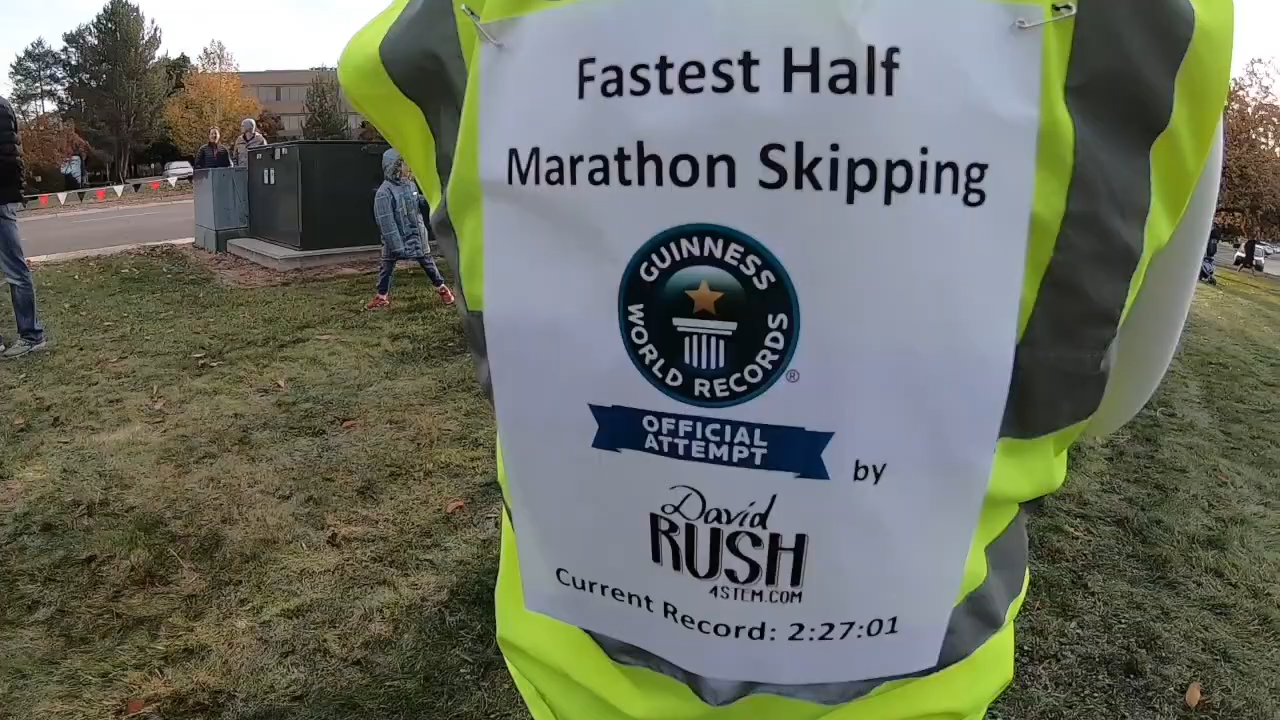 Fastest Half
Marathon Skipping
GUINNESS
WORLD RECORDS
®
OFFICIAL
ATTEMPT
by
David
RUSH
4STEM.COM
Current Record: 2:27:01